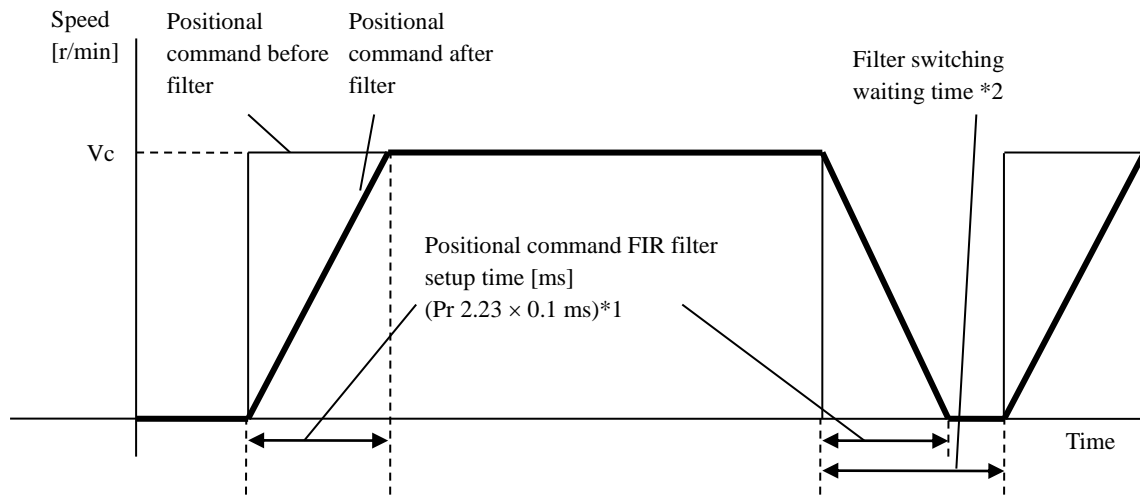 Speed
[r/min]
Positional
command before
filter
Positional
command after
filter
Filter switching
waiting time *2
Vc
Positional command FIR filter
setup time [ms]
(Pr 2.23 × 0.1 ms)*1
Time